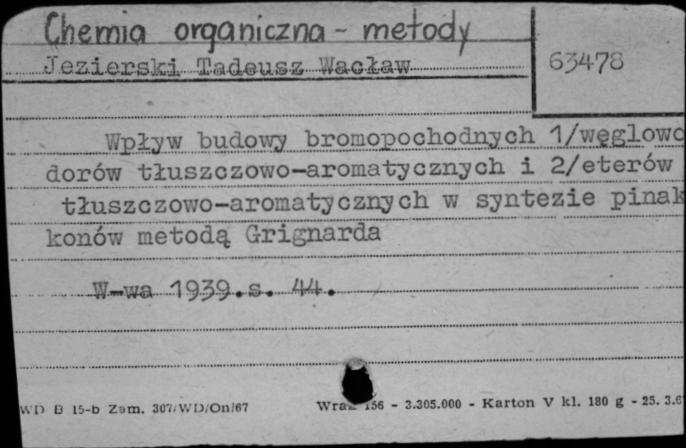 Chemia organiczna - metody
Jezierski Tadeusz Wacław
63478
Wpływ budowy bromopochodnych 1/węglowo
dorów tłuszczowo-aromatycznych i 2/eterów
tłuszczowo-aromatycznych w syntezie pinak
konów metodą Grignarda
W-wa 1939.s. 44.
WD B 15-b Zam. 307/WD/On/67
156 - 3.305.000 - Karton V kl. 180 g - 25. 3.6